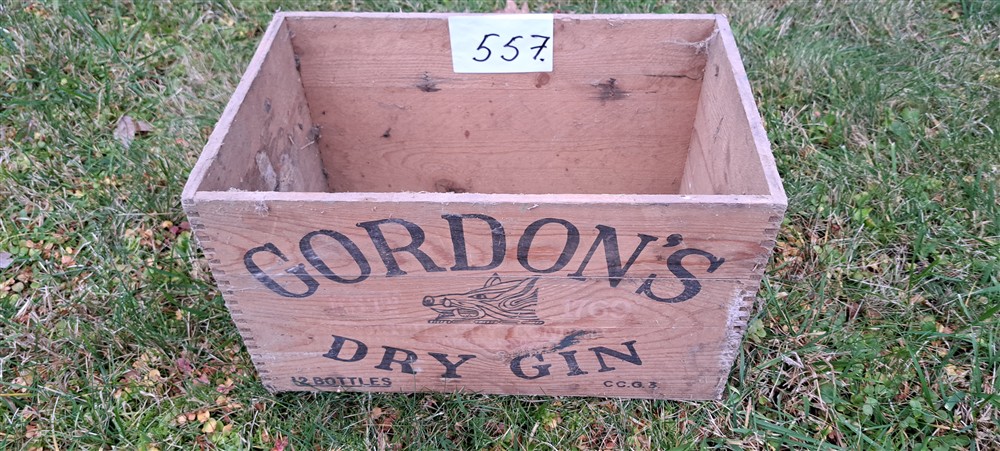 557.
GORDON'S
DRY GIN
12 BOTTLES C.C.G.3